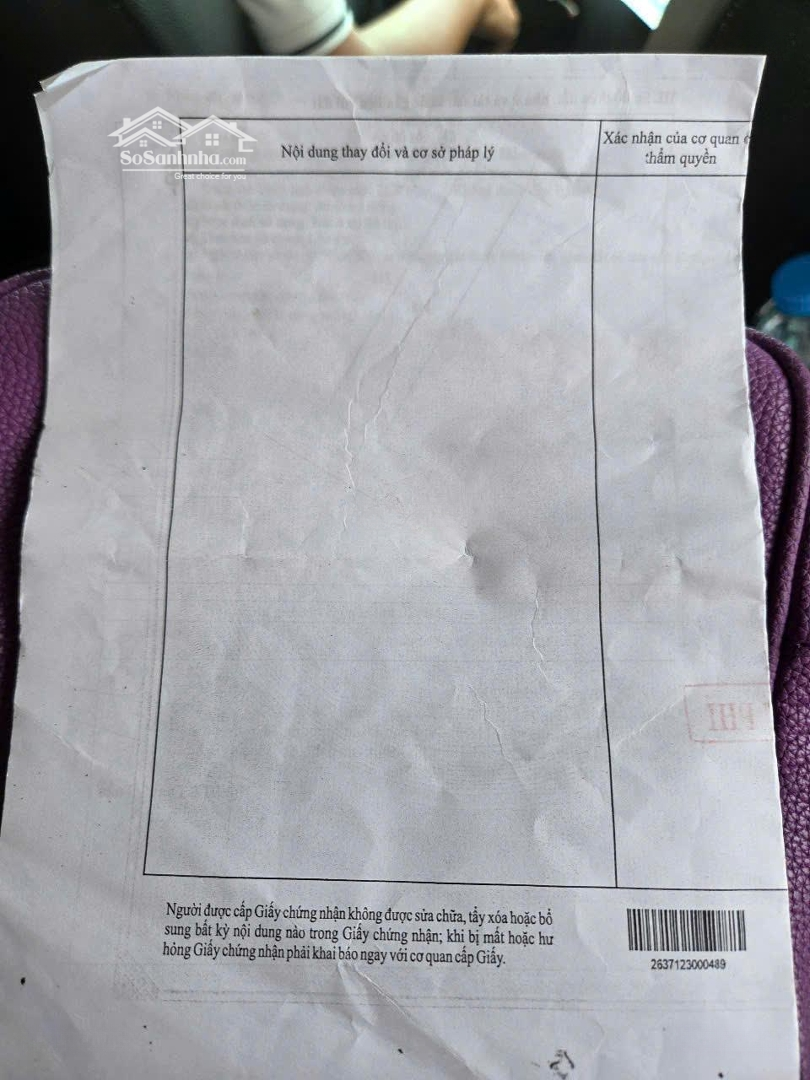 SoSanhnha.com
Great choice for you
Nội dung thay đổi và cơ sở pháp lý
Xác nhận của cơ quan
thẩm quyền
Người được cấp Giấy chứng nhận không được sửa chữa, tẩy xóa hoặc bổ
sung bất kỳ nội dung nào trong Giấy chứng nhận; khi bị mất hoặc hư
hỏng Giấy chứng nhận phải khai báo ngay với cơ quan cấp Giấy.
2637123000489